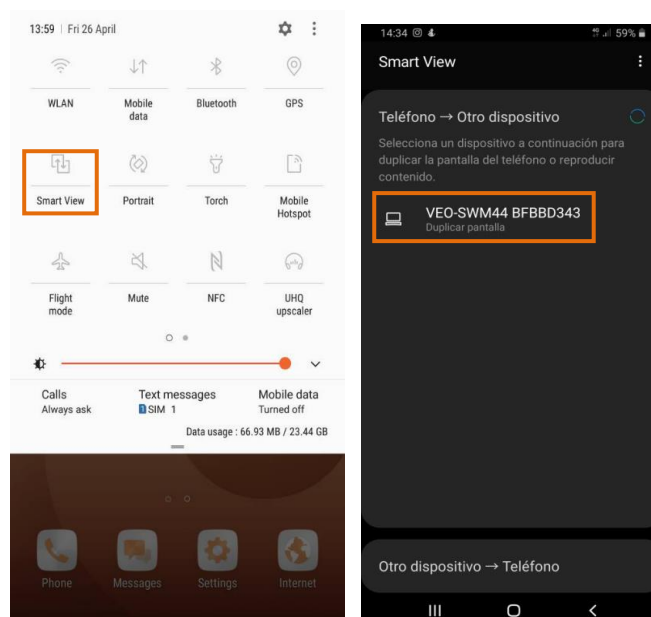 13:59 | Fri 26 April
WLAN
Mobile
data
Bluetooth
GPS
Smart View
Portrait
Torch
Mobile
Hotspot
Flight
mode
Mute
NFC
UHQ
upscaler
Calls
Always ask
Text messages
1 SIM 1
Mobile data
Turned off
Data usage : 66.93 MB / 23.44 GB
Phone
Messages
Settings
Internet
14:34
59%
Smart View
Teléfono → Otro dispositivo
Selecciona un dispositivo a continuación para
duplicar la pantalla del teléfono o reproducir
contenido.
VEO-SWM44 BFBBD343
Duplicar pantalla
Otro dispositivo → Teléfono